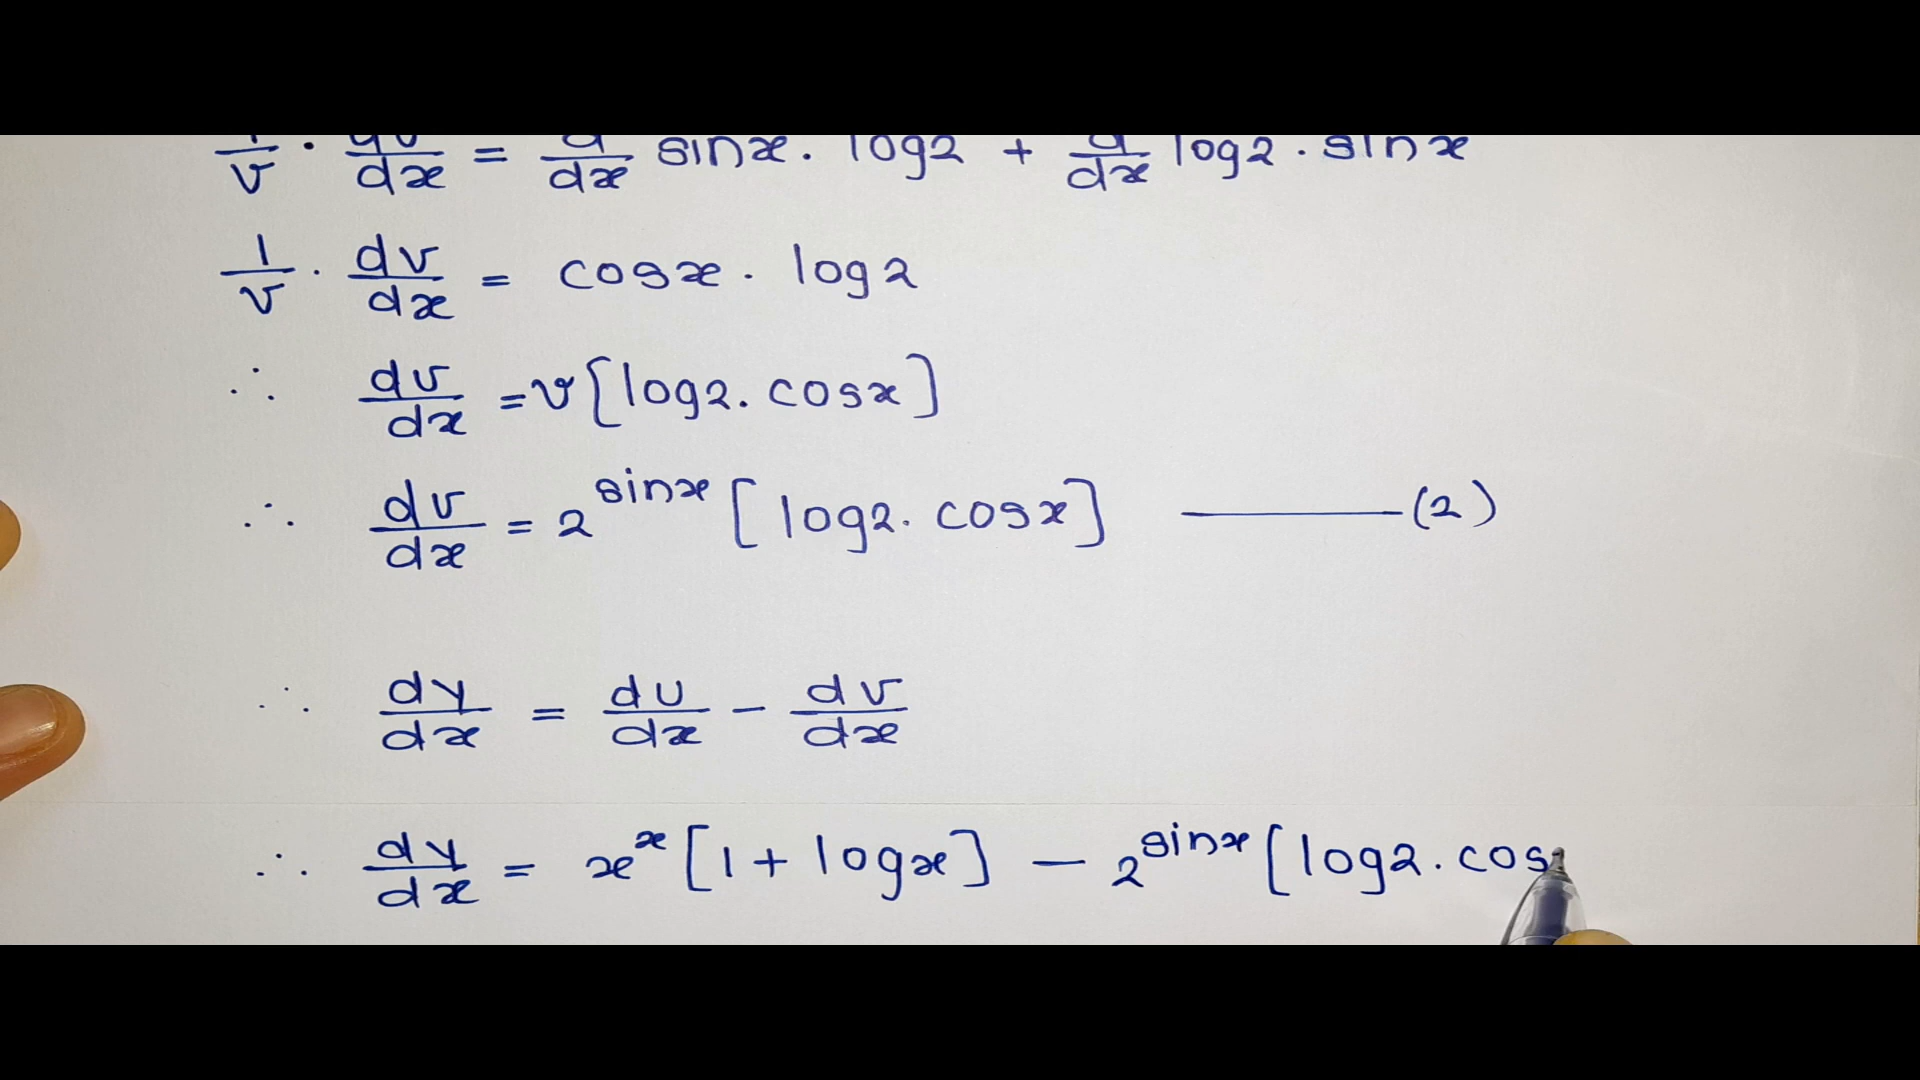 1/v · dv/dx = d/dx sinx . log2 + d/dx log2 . sinx
1/v · dv/dx = cosx . log2
∴ dv/dx = v[log2. cosx]
∴ dv/dx = 2^sinx [log2. cosx] ——— (2)
∴ dy/dx = du/dx - dv/dx
∴ dy/dx = x^x [1 + logx] - 2^sinx [log2. cos